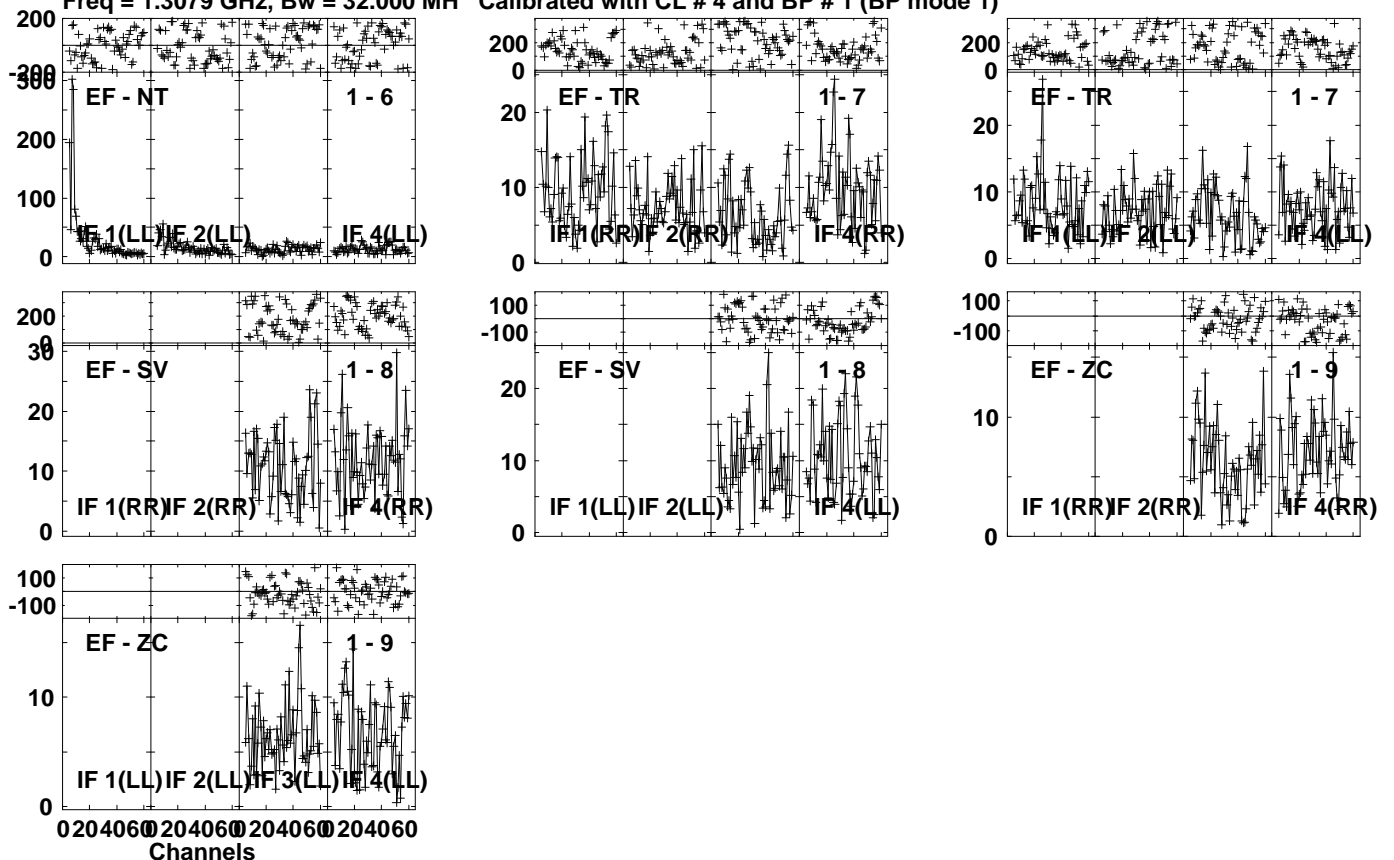 Freq = 1.3079 GHz, Bw = 32.000 MH Calibrated with CL # 4 and BP # 1 (BP mode 1)
200
-200
300
200
100
0
EF - NT
1 - 6
IF 1(LL)
IF 2(LL)
IF 4(LL)
200
0
20
10
0
EF - TR
1 - 7
IF 1(RR)
IF 2(RR)
IF 4(RR)
200
0
20
10
0
EF - TR
1 - 7
IF 1(LL)
IF 2(LL)
IF 4(LL)
200
0
30
20
10
0
EF - SV
1 - 8
IF 1(RR)
IF 2(RR)
IF 4(RR)
100
-100
20
10
0
EF - SV
1 - 8
IF 1(LL)
IF 2(LL)
IF 4(LL)
100
-100
10
0
EF - ZC
1 - 9
IF 1(RR)
IF 2(RR)
IF 4(RR)
100
-100
10
0
EF - ZC
1 - 9
IF 1(LL)
IF 2(LL)
IF 3(LL)
IF 4(LL)
0 20 40 60 0 20 40 60 0 20 40 60 0 20 40 60
Channels